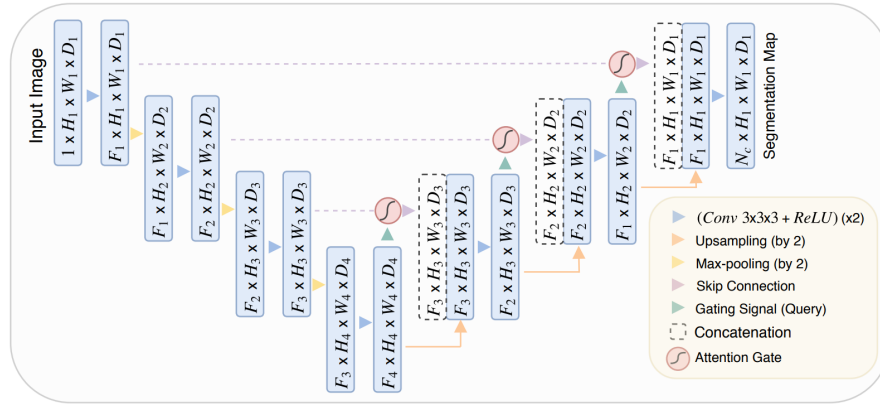 Input Image
1 x H₁ x W₁ x D₁
F₁ x H₁ x W₁ x D₁
F₁ x H₂ x W₂ x D₂
F₂ x H₂ x W₂ x D₂
F₂ x H₃ x W₃ x D₃
F₃ x H₃ x W₃ x D₃
F₃ x H₄ x W₄ x D₄
F₄ x H₄ x W₄ x D₄
F₃ x H₃ x W₃ x D₃
F₃ x H₃ x W₃ x D₃
F₂ x H₃ x W₃ x D₃
F₂ x H₂ x W₂ x D₂
F₂ x H₂ x W₂ x D₂
F₁ x H₂ x W₂ x D₂
F₁ x H₁ x W₁ x D₁
F₁ x H₁ x W₁ x D₁
N_c x H₁ x W₁ x D₁
Segmentation Map
(Conv 3x3x3 + ReLU) (x2)
Upsampling (by 2)
Max-pooling (by 2)
Skip Connection
Gating Signal (Query)
Concatenation
Attention Gate